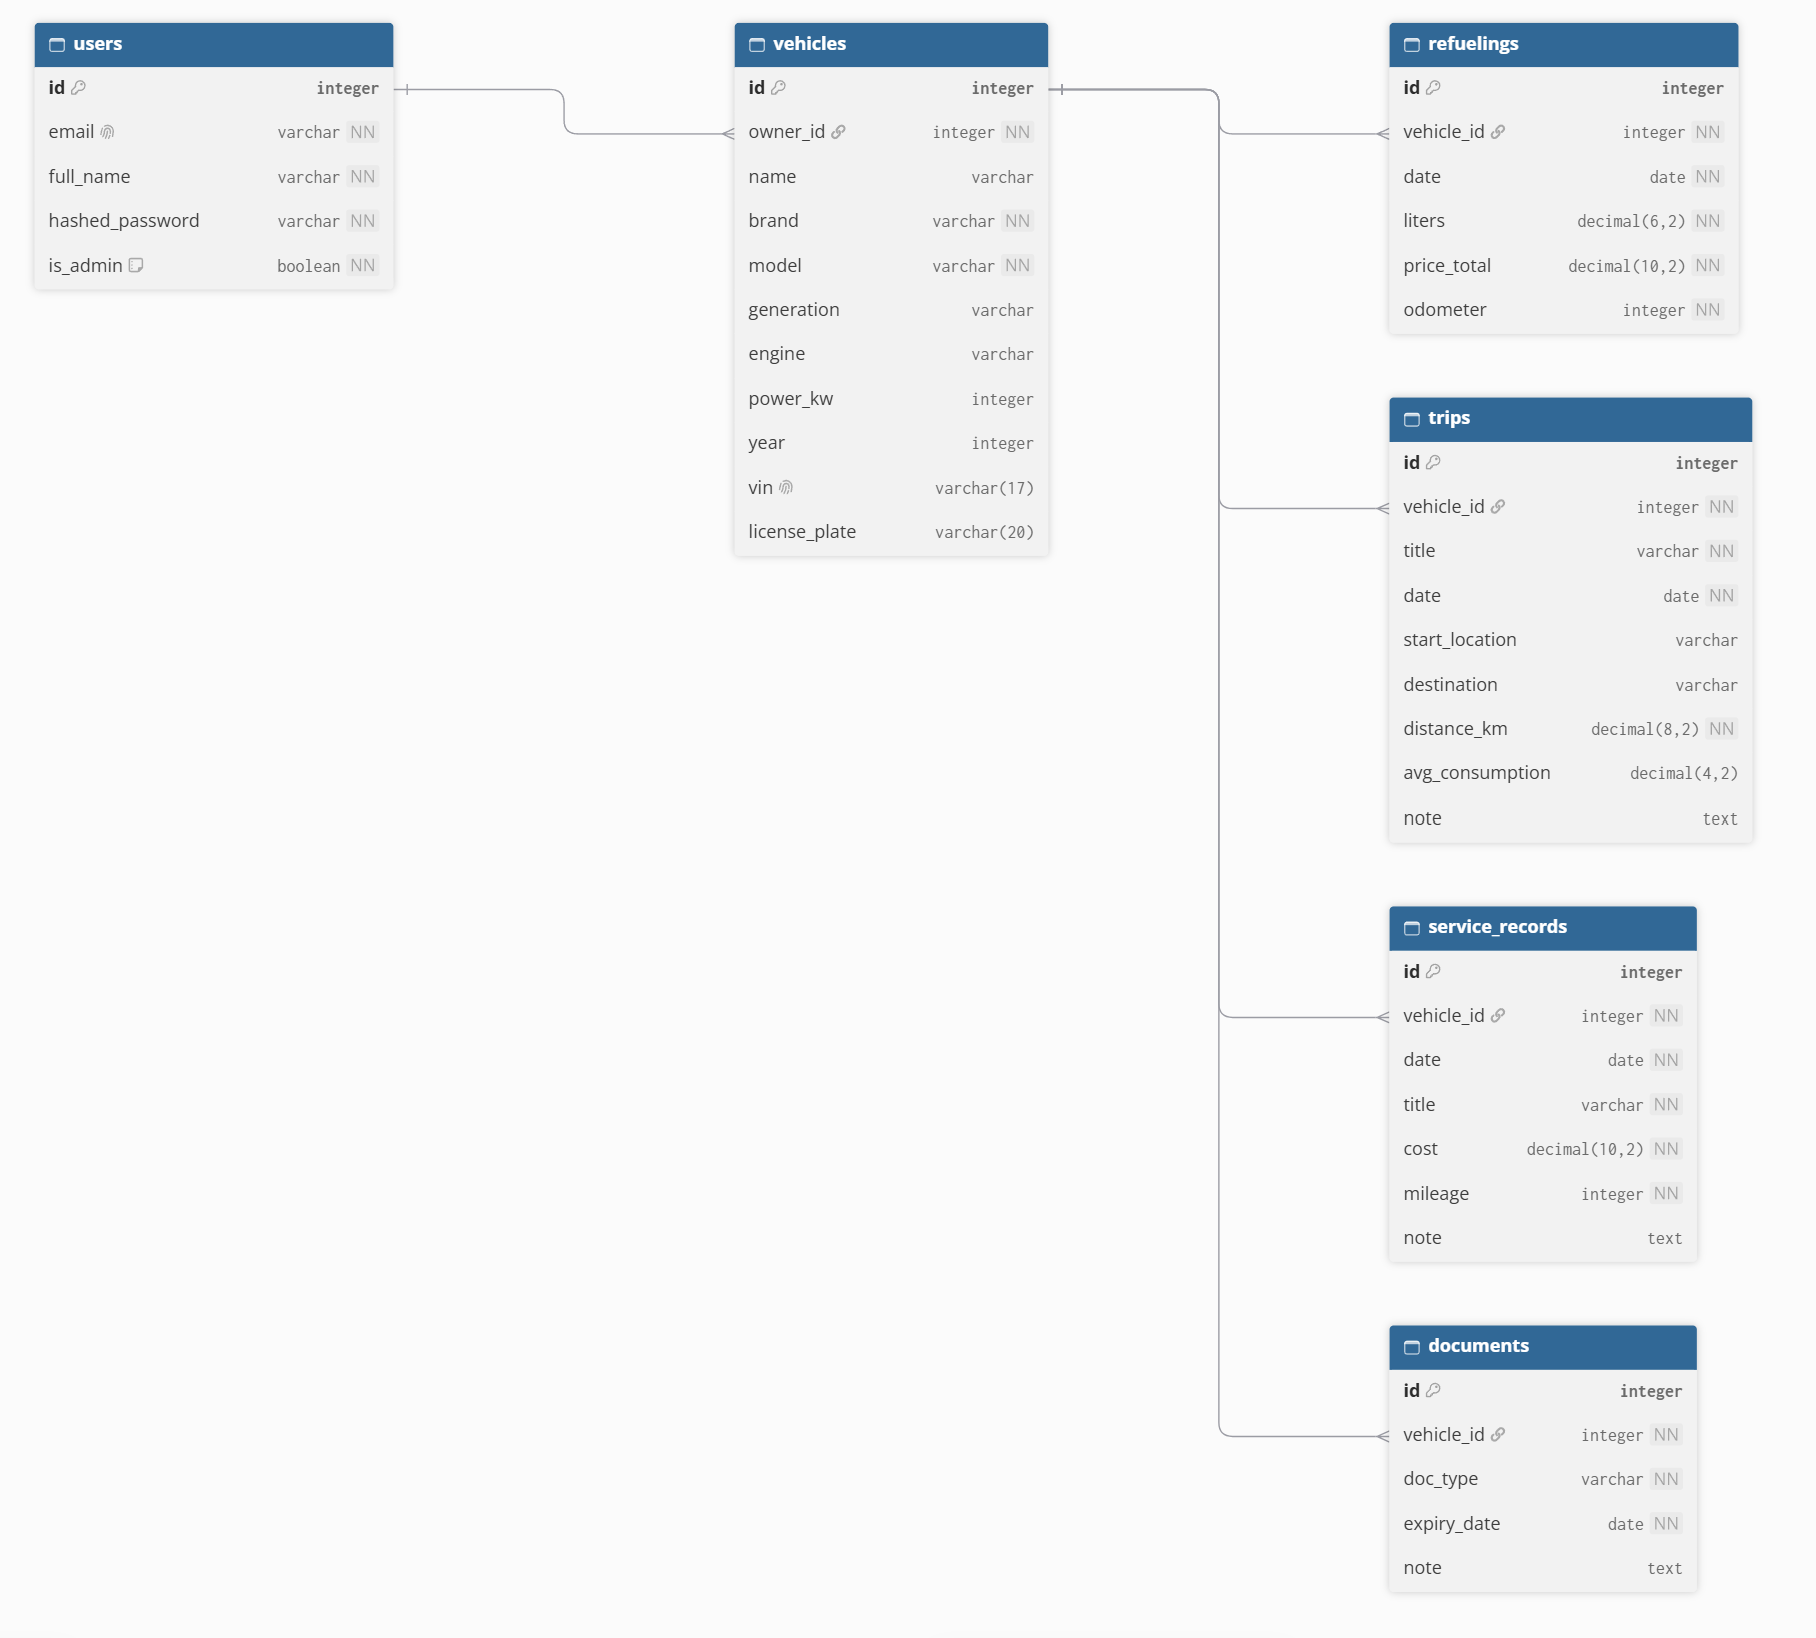 users
id integer
email varchar NN
full_name varchar NN
hashed_password varchar NN
is_admin boolean NN
vehicles
id integer
owner_id integer NN
name varchar
brand varchar NN
model varchar NN
generation varchar
engine varchar
power_kw integer
year integer
vin varchar(17)
license_plate varchar(20)
refuelings
id integer
vehicle_id integer NN
date date NN
liters decimal(6,2) NN
price_total decimal(10,2) NN
odometer integer NN
trips
id integer
vehicle_id integer NN
title varchar NN
date date NN
start_location varchar
destination varchar
distance_km decimal(8,2) NN
avg_consumption decimal(4,2)
note text
service_records
id integer
vehicle_id integer NN
date date NN
title varchar NN
cost decimal(10,2) NN
mileage integer NN
note text
documents
id integer
vehicle_id integer NN
doc_type varchar NN
expiry_date date NN
note text